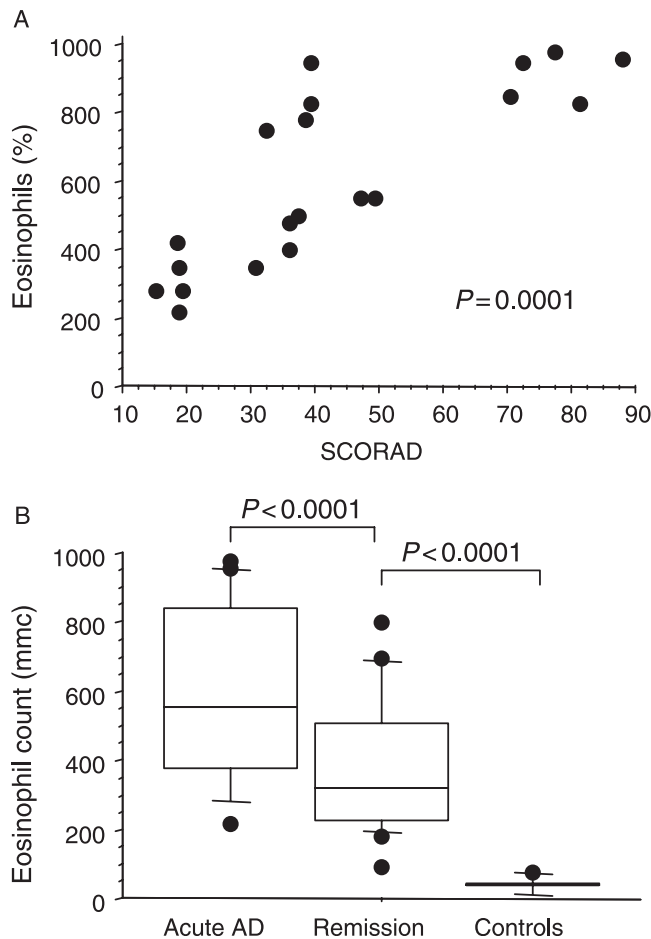 A
Eosinophils (%)
1000
800
600
400
200
0
P=0.0001
10 20 30 40 50 60 70 80 90
SCORAD
B
P<0.0001
P<0.0001
Eosinophil count (mmc)
1000
800
600
400
200
0
Acute AD Remission Controls